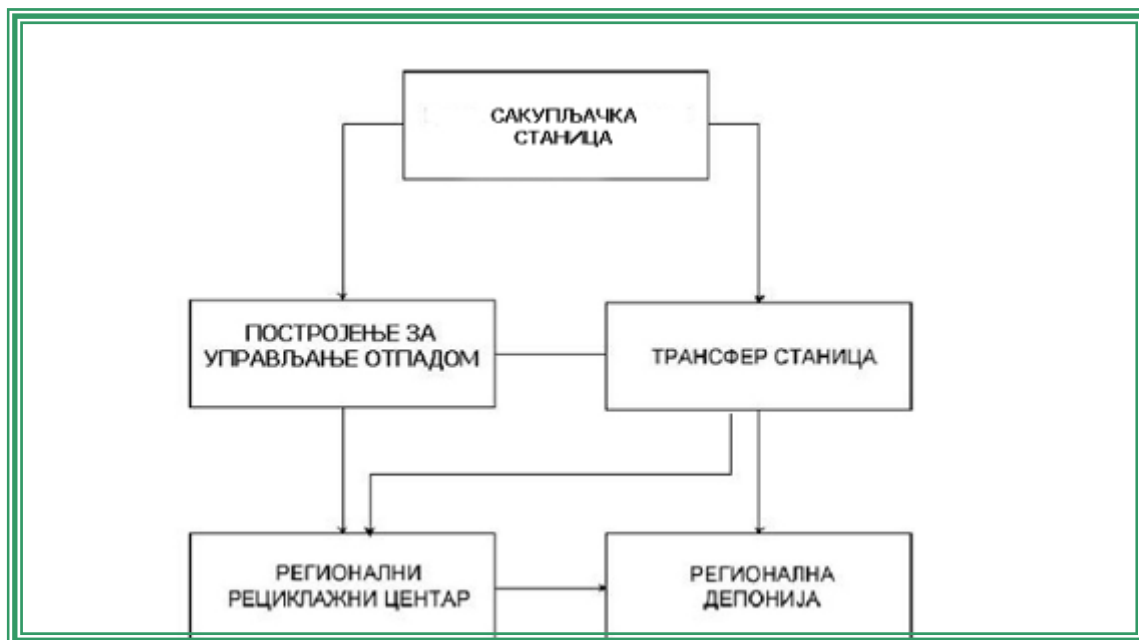 САКУПЉАЧКА
СТАНИЦА
ПОСТРОЈЕЊЕ ЗА
УПРАВЉАЊЕ ОТПАДОМ
ТРАНСФЕР СТАНИЦА
РЕГИОНАЛНИ
РЕЦИКЛАЖНИ ЦЕНТАР
РЕГИОНАЛНА
ДЕПОНИЈА